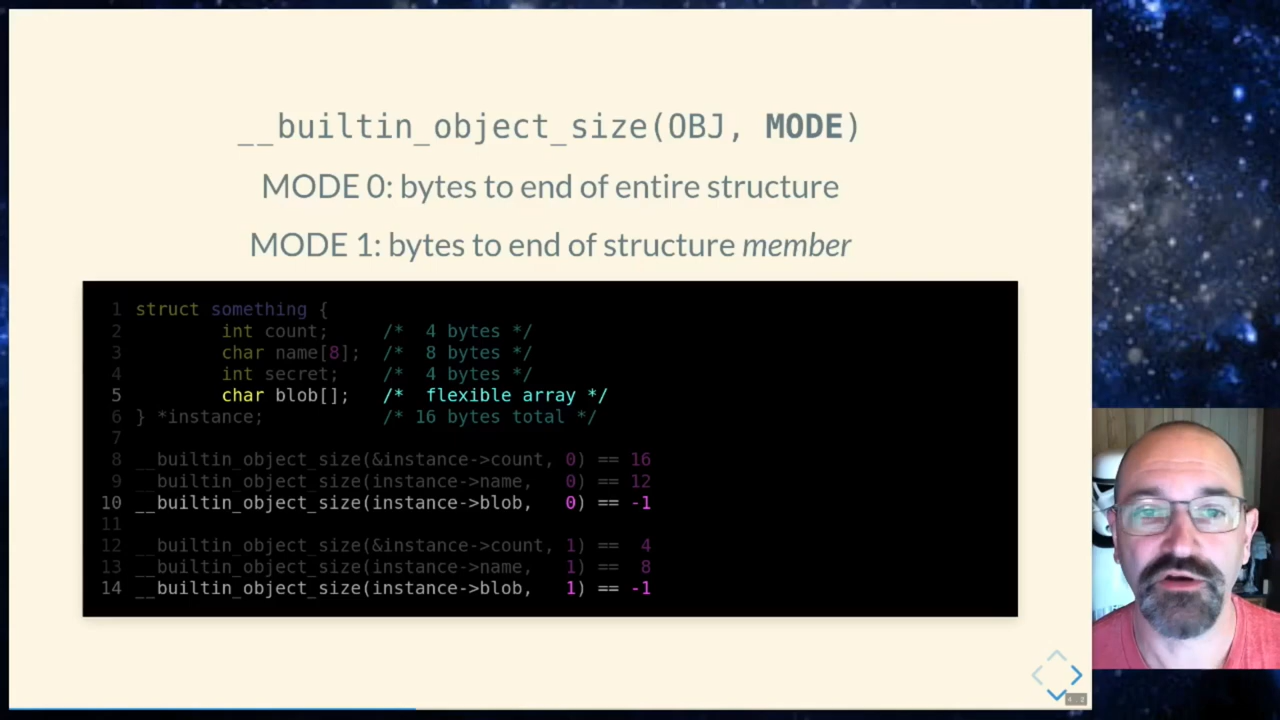 __builtin_object_size(OBJ, MODE)
MODE 0: bytes to end of entire structure
MODE 1: bytes to end of structure member
1 struct something {
2 int count; /* 4 bytes */
3 char name[8]; /* 8 bytes */
4 int secret; /* 4 bytes */
5 char blob[]; /* flexible array */
6 } *instance; /* 16 bytes total */
7
8 __builtin_object_size(&instance->count, 0) == 16
9 __builtin_object_size(instance->name, 0) == 12
10 __builtin_object_size(instance->blob, 0) == -1
11
12 __builtin_object_size(&instance->count, 1) == 4
13 __builtin_object_size(instance->name, 1) == 8
14 __builtin_object_size(instance->blob, 1) == -1